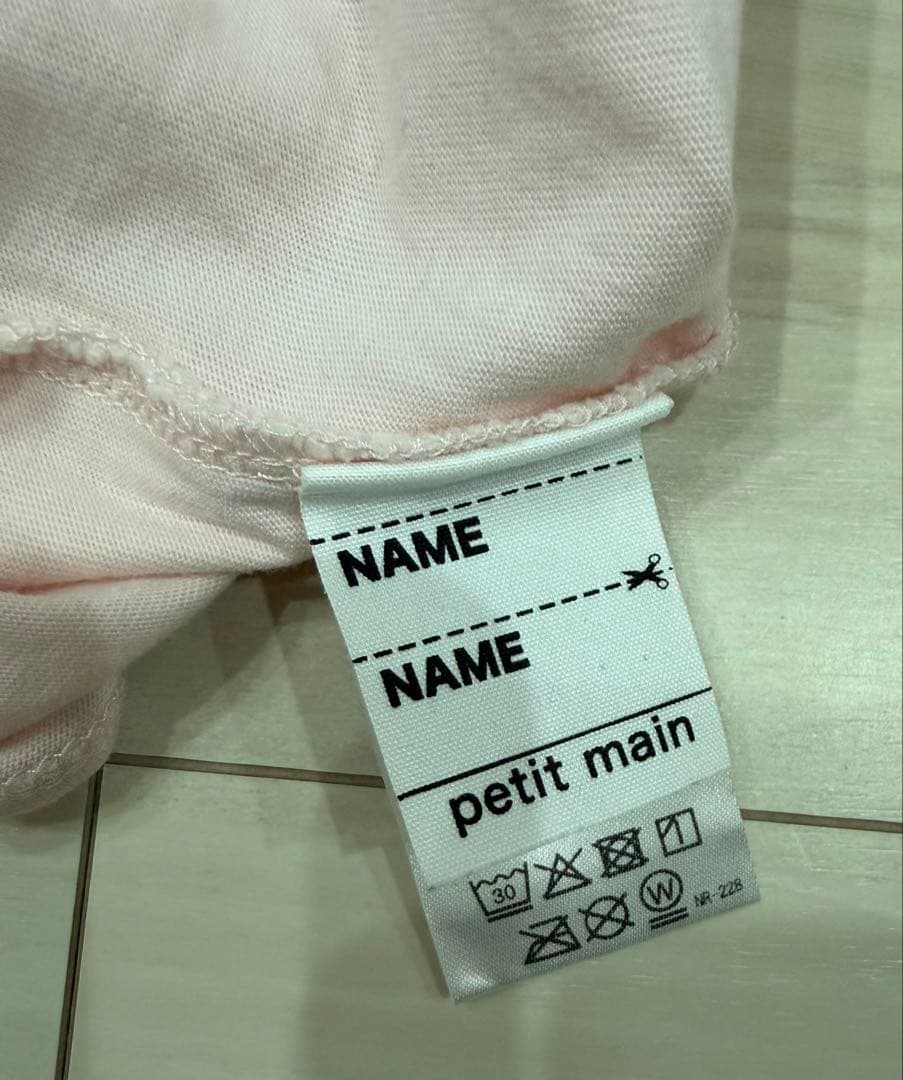 NAME
NAME
petit main
30
W NR-228